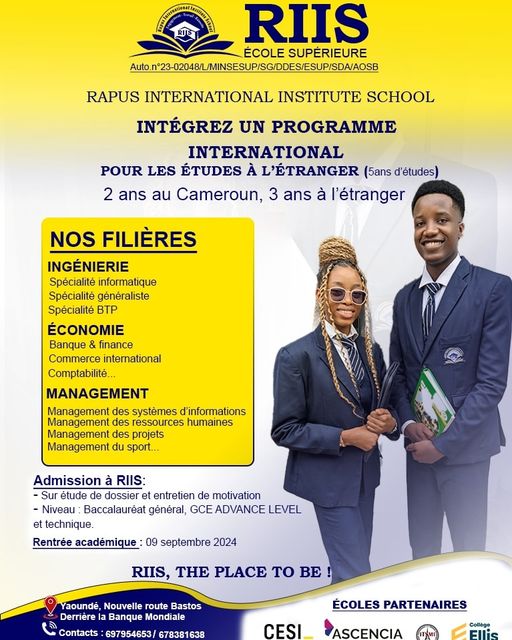 RIIS
RIIS
ÉCOLE SUPÉRIEURE
Auto.n°23-02048/L/MINSESUP/SG/DDES/ESUP/SDA/AOSB
RAPUS INTERNATIONAL INSTITUTE SCHOOL
INTÉGREZ UN PROGRAMME
INTERNATIONAL
POUR LES ÉTUDES À L'ÉTRANGER (5ans d'études)
2 ans au Cameroun, 3 ans à l'étranger
NOS FILIÈRES
INGÉNIERIE
Spécialité informatique
Spécialité généraliste
Spécialité BTP
ÉCONOMIE
Banque & finance
Commerce international
Comptabilité...
MANAGEMENT
Management des systèmes d'informations
Management des ressources humaines
Management des projets
Management du sport...
Admission à RIIS:
- Sur étude de dossier et entretien de motivation
- Niveau : Baccalauréat général, GCE ADVANCE LEVEL
et technique.
Rentrée académique : 09 septembre 2024
RIIS, THE PLACE TO BE !
Yaoundé, Nouvelle route Bastos
Derrière la Banque Mondiale
Contacts : 697954653 / 678381638
ÉCOLES PARTENAIRES
CESI_
ASCENCIA
Collège
Ellis